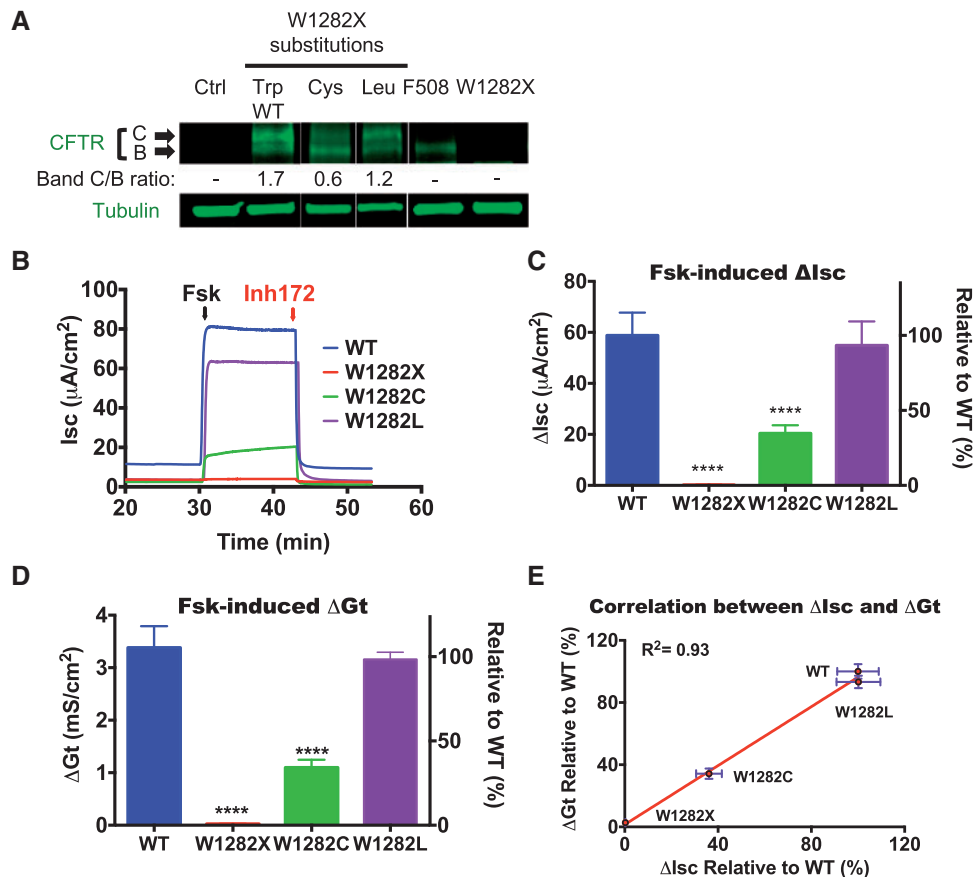 A
W1282X
substitutions
Ctrl Trp Cys Leu F508 W1282X
WT
CFTR [ C
B
Band C/B ratio: - 1.7 0.6 1.2 - -
Tubulin
B
Fsk Inh172
Isc (μA/cm²)
100
80
60
40
20
0
WT
W1282X
W1282C
W1282L
20 30 40 50 60
Time (min)
C
Fsk-induced ΔIsc
ΔIsc (μA/cm²)
80
60
40
20
0
**** ****
100
50
0
Relative to WT (%)
WT W1282X W1282C W1282L
D
Fsk-induced ΔGt
ΔGt (mS/cm²)
4
3
2
1
0
**** ****
100
50
0
Relative to WT (%)
WT W1282X W1282C W1282L
E
Correlation between ΔIsc and ΔGt
R²= 0.93
ΔGt Relative to WT (%)
120
80
40
0
WT
W1282L
W1282C
W1282X
0 40 80 120
ΔIsc Relative to WT (%)